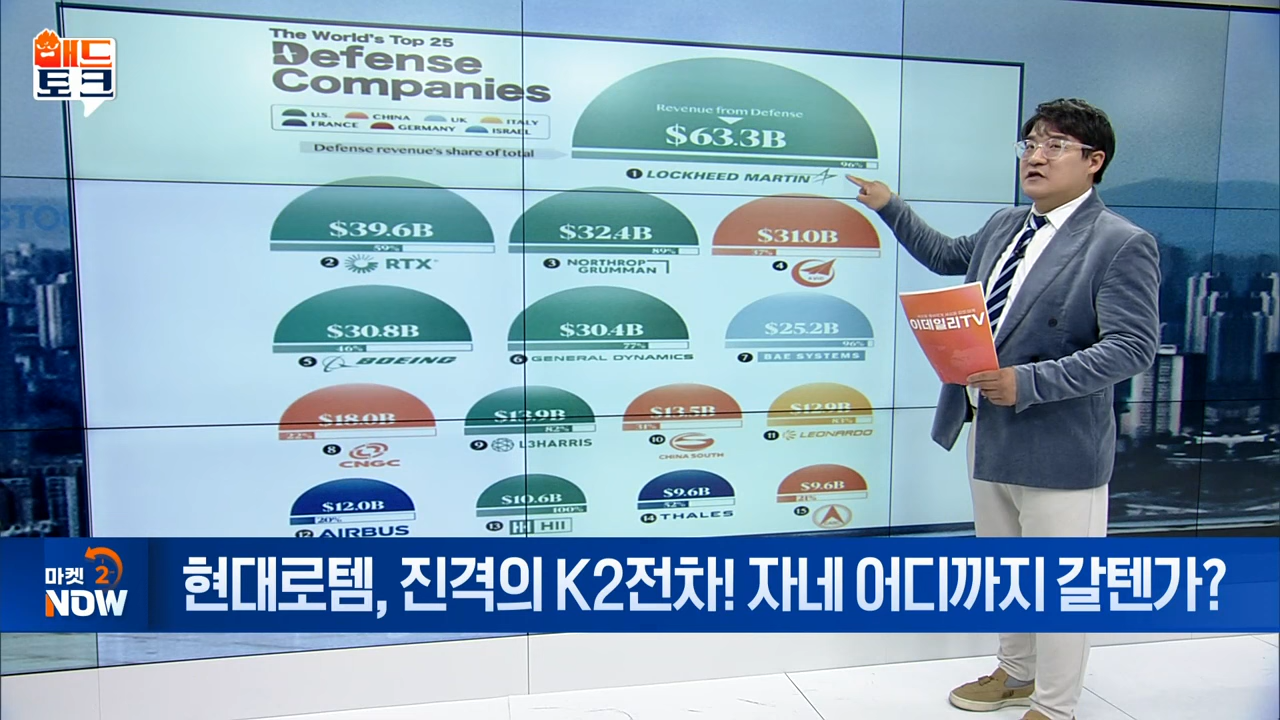 패드
토크
The World's Top 25
Defense
Companies
U.S. CHINA UK ITALY
FRANCE GERMANY ISRAEL
Defense revenue's share of total
Revenue from Defense
$63.3B
96%
1 LOCKHEED MARTIN
$39.6B
59%
2 RTX
$32.4B
89%
3 NORTHROP
GRUMMAN
$31.0B
37%
4
$30.8B
46%
5 BOEING
$30.4B
77%
6 GENERAL DYNAMICS
$25.2B
96%
7 BAE SYSTEMS
$18.0B
22%
8
CNGC
$13.9B
82%
9 L3HARRIS
$13.5B
31%
10
CHINA SOUTH
$12.9B
83%
11 LEONARDO
$12.0B
20%
12 AIRBUS
$10.6B
100%
13 HII
$9.6B
52%
14 THALES
$9.6B
21%
15
이데일리TV
마켓 2
NOW
현대로템, 진격의 K2전차! 자네 어디까지 갈텐가?